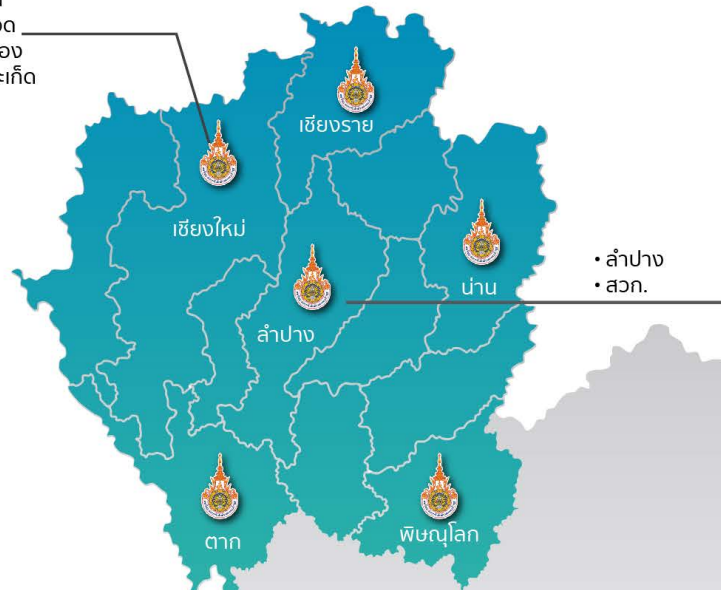 เชียงราย
เชียงใหม่
น่าน
• ลำปาง
• สวก.
ลำปาง
ตาก
พิษณุโลก